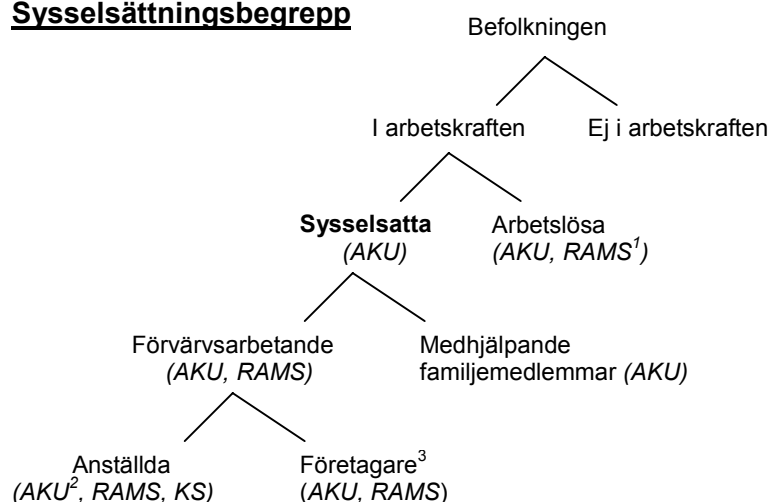 Sysselsättningsbegrepp
Befolkningen
I arbetskraften Ej i arbetskraften
Sysselsatta Arbetslösa
(AKU) (AKU, RAMS¹)
Förvärvsarbetande Medhjälpande
(AKU, RAMS) familjemedlemmar (AKU)
Anställda Företagare³
(AKU², RAMS, KS) (AKU, RAMS)